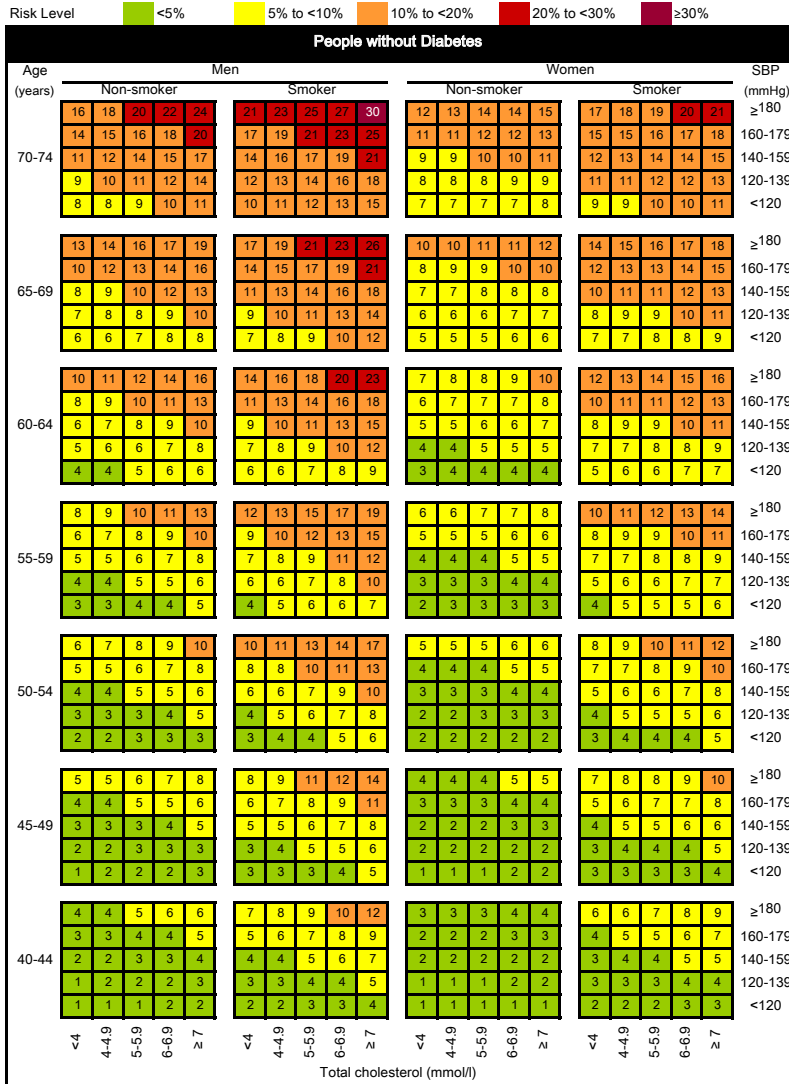 Risk Level <5% 5% to <10% 10% to <20% 20% to <30% ≥30%
People without Diabetes
Age Men Women SBP
(years) Non-smoker Smoker Non-smoker Smoker (mmHg)
16 18 20 22 24 21 23 25 27 30 12 13 14 14 15 17 18 19 20 21 ≥180
14 15 16 18 20 17 19 21 23 25 11 11 12 12 13 15 15 16 17 18 160-179
70-74 11 12 14 15 17 14 16 17 19 21 9 9 10 10 11 12 13 14 14 15 140-159
9 10 11 12 14 12 13 14 16 18 8 8 8 9 9 11 11 12 12 13 120-139
8 8 9 10 11 10 11 12 13 15 7 7 7 7 8 9 9 10 10 11 <120
13 14 16 17 19 17 19 21 23 26 10 10 11 11 12 14 15 16 17 18 ≥180
10 12 13 14 16 14 15 17 19 21 8 9 9 10 10 12 13 13 14 15 160-179
65-69 8 9 10 12 13 11 13 14 16 18 7 7 8 8 8 10 11 11 12 13 140-159
7 8 8 9 10 9 10 11 13 14 6 6 6 7 7 8 9 9 10 11 120-139
6 6 7 8 8 7 8 9 10 12 5 5 5 6 6 7 7 8 8 9 <120
10 11 12 14 16 14 16 18 20 23 7 8 8 9 10 12 13 14 15 16 ≥180
8 9 10 11 13 11 13 14 16 18 6 7 7 7 8 10 11 11 12 13 160-179
60-64 6 7 8 9 10 9 10 11 13 15 5 5 6 6 7 8 9 9 10 11 140-159
5 6 6 7 8 7 8 9 10 12 4 4 5 5 5 7 7 8 8 9 120-139
4 4 5 6 6 6 6 7 8 9 3 4 4 4 4 5 6 6 7 7 <120
8 9 10 11 13 12 13 15 17 19 6 6 7 7 8 10 11 12 13 14 ≥180
6 7 8 9 10 9 10 12 13 15 5 5 5 6 6 8 9 9 10 11 160-179
55-59 5 5 6 7 8 7 8 9 11 12 4 4 4 5 5 7 7 8 8 9 140-159
4 4 5 5 6 6 6 7 8 10 3 3 3 4 4 5 6 6 7 7 120-139
3 3 4 4 5 4 5 6 6 7 2 3 3 3 3 4 5 5 5 6 <120
6 7 8 9 10 10 11 13 14 17 5 5 5 6 6 8 9 10 11 12 ≥180
5 5 6 7 8 8 8 10 11 13 4 4 4 5 5 7 7 8 9 10 160-179
50-54 4 4 5 5 6 6 6 7 9 10 3 3 3 4 4 5 6 6 7 8 140-159
3 3 3 4 5 4 5 6 7 8 2 2 3 3 3 4 5 5 5 6 120-139
2 2 3 3 3 3 4 4 5 6 2 2 2 2 2 3 4 4 4 5 <120
5 5 6 7 8 8 9 11 12 14 4 4 4 5 5 7 8 8 9 10 ≥180
4 4 5 5 6 6 7 8 9 11 3 3 3 4 4 5 6 7 7 8 160-179
45-49 3 3 3 4 5 5 5 6 7 8 2 2 2 3 3 4 5 5 6 6 140-159
2 2 3 3 3 3 4 5 5 6 2 2 2 2 2 3 4 4 4 5 120-139
1 2 2 2 3 3 3 3 4 5 1 1 1 2 2 3 3 3 3 4 <120
4 4 5 6 6 7 8 9 10 12 3 3 3 4 4 6 6 7 8 9 ≥180
3 3 4 4 5 5 6 7 8 9 2 2 2 3 3 4 5 5 6 7 160-179
40-44 2 2 3 3 4 4 4 5 6 7 2 2 2 2 3 3 4 4 5 5 140-159
1 2 2 2 3 3 3 4 4 5 1 1 1 2 2 3 3 3 3 4 120-139
1 1 1 2 2 2 2 3 3 4 1 1 1 1 1 2 2 2 3 3 <120
<4 4-4.9 5-5.9 6-6.9 ≥ 7 <4 4-4.9 5-5.9 6-6.9 ≥ 7 <4 4-4.9 5-5.9 6-6.9 ≥ 7 <4 4-4.9 5-5.9 6-6.9 ≥ 7
Total cholesterol (mmol/l)